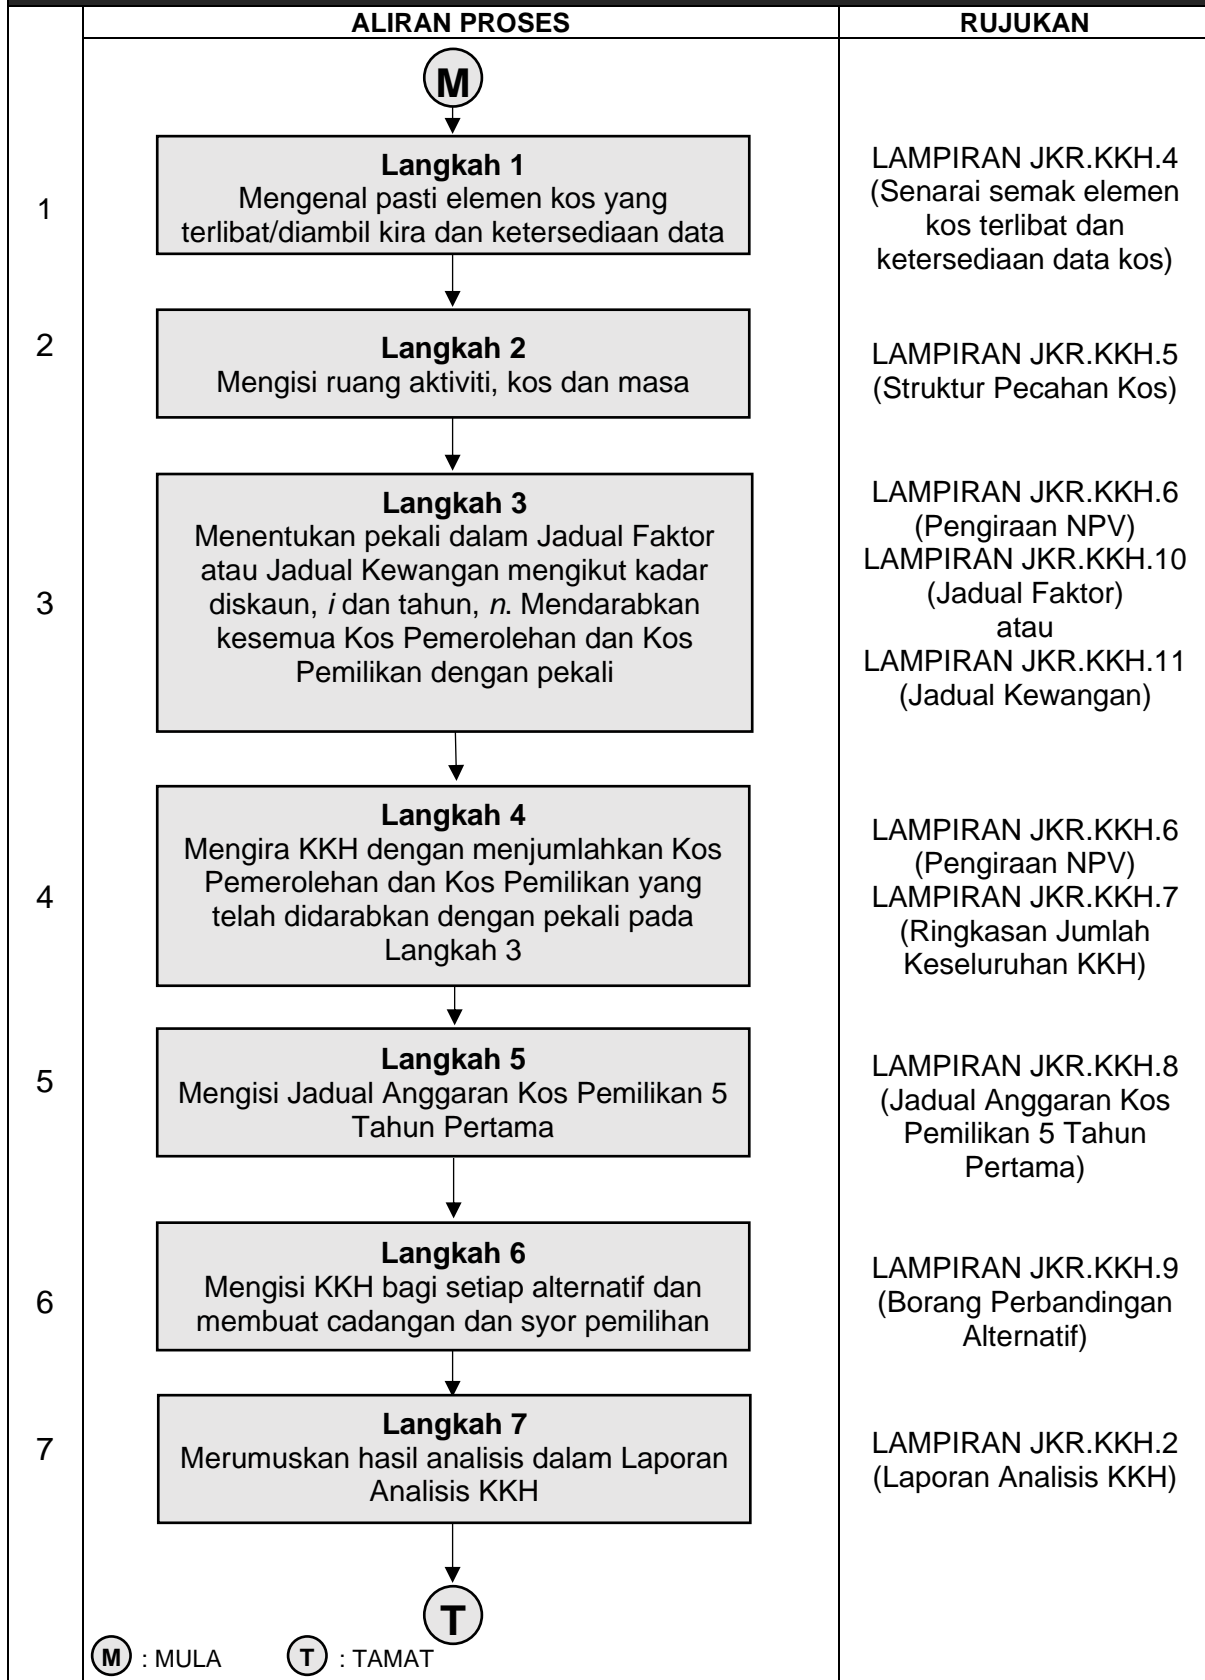 ALIRAN PROSES
RUJUKAN
M
1
Langkah 1
Mengenal pasti elemen kos yang
terlibat/diambil kira dan ketersediaan data
LAMPIRAN JKR.KKH.4
(Senarai semak elemen
kos terlibat dan
ketersediaan data kos)
2
Langkah 2
Mengisi ruang aktiviti, kos dan masa
LAMPIRAN JKR.KKH.5
(Struktur Pecahan Kos)
3
Langkah 3
Menentukan pekali dalam Jadual Faktor
atau Jadual Kewangan mengikut kadar
diskaun, i dan tahun, n. Mendarabkan
kesemua Kos Pemerolehan dan Kos
Pemilikan dengan pekali
LAMPIRAN JKR.KKH.6
(Pengiraan NPV)
LAMPIRAN JKR.KKH.10
(Jadual Faktor)
atau
LAMPIRAN JKR.KKH.11
(Jadual Kewangan)
4
Langkah 4
Mengira KKH dengan menjumlahkan Kos
Pemerolehan dan Kos Pemilikan yang
telah didarabkan dengan pekali pada
Langkah 3
LAMPIRAN JKR.KKH.6
(Pengiraan NPV)
LAMPIRAN JKR.KKH.7
(Ringkasan Jumlah
Keseluruhan KKH)
5
Langkah 5
Mengisi Jadual Anggaran Kos Pemilikan 5
Tahun Pertama
LAMPIRAN JKR.KKH.8
(Jadual Anggaran Kos
Pemilikan 5 Tahun
Pertama)
6
Langkah 6
Mengisi KKH bagi setiap alternatif dan
membuat cadangan dan syor pemilihan
LAMPIRAN JKR.KKH.9
(Borang Perbandingan
Alternatif)
7
Langkah 7
Merumuskan hasil analisis dalam Laporan
Analisis KKH
LAMPIRAN JKR.KKH.2
(Laporan Analisis KKH)
T
M : MULA T : TAMAT